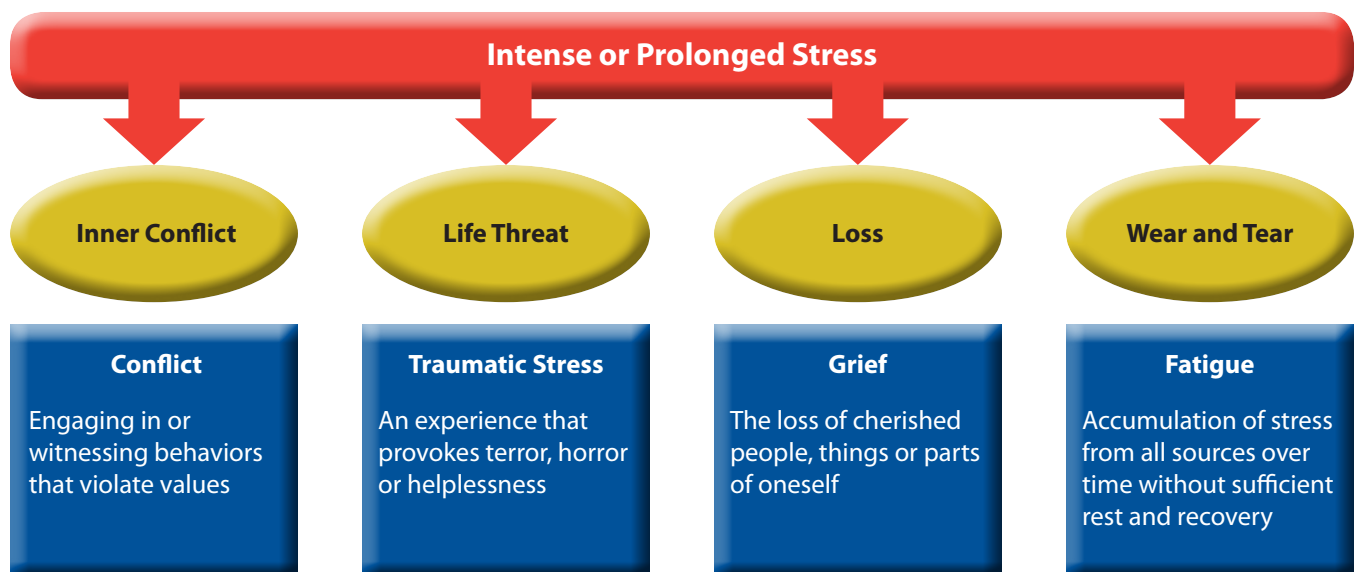 Intense or Prolonged Stress
Inner Conflict
Life Threat
Loss
Wear and Tear
Conflict
Engaging in or
witnessing behaviors
that violate values
Traumatic Stress
An experience that
provokes terror, horror
or helplessness
Grief
The loss of cherished
people, things or parts
of oneself
Fatigue
Accumulation of stress
from all sources over
time without sufficient
rest and recovery